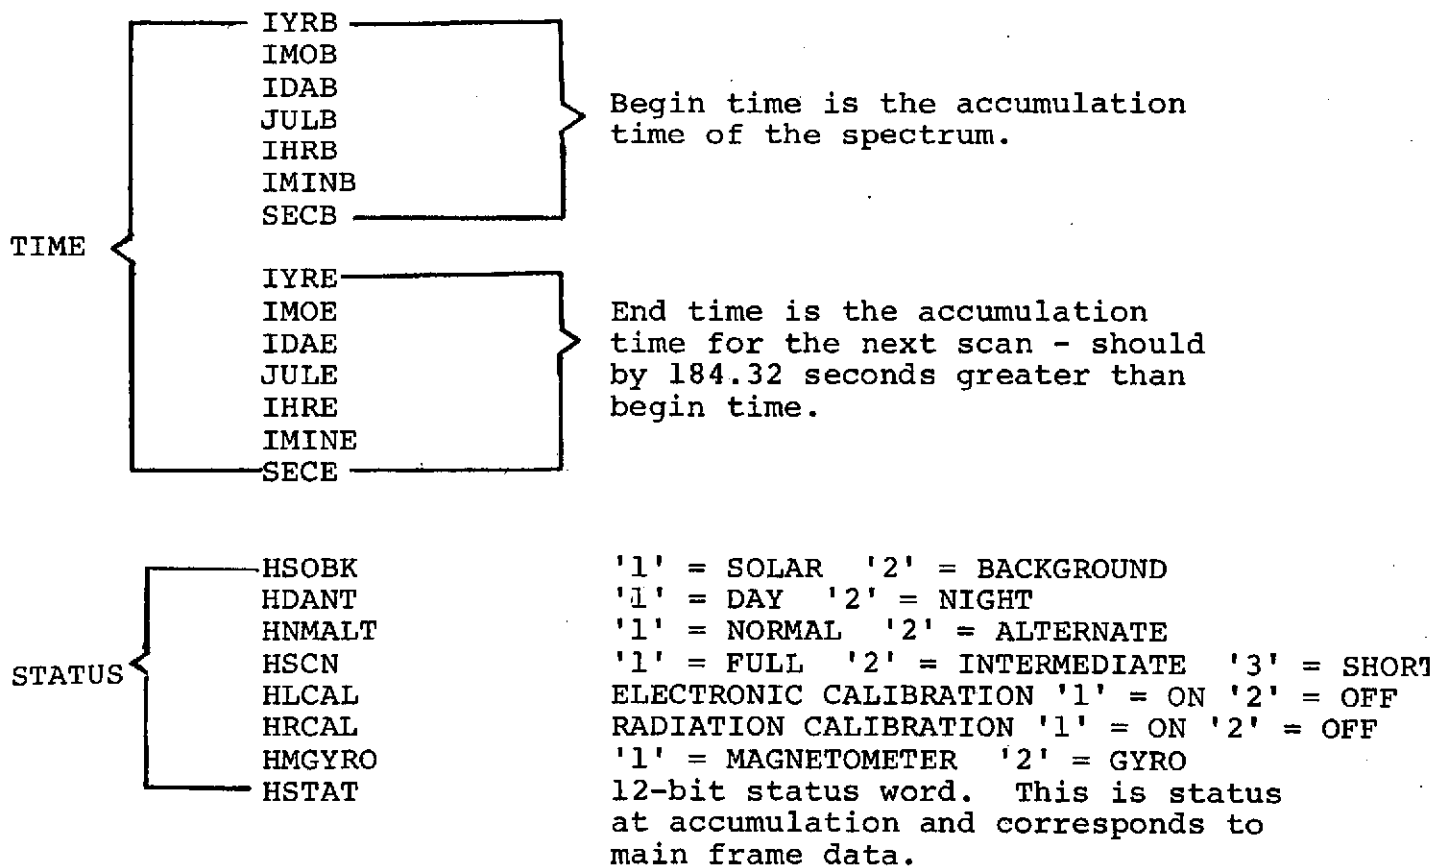 IYRB
IMOB
IDAB
JULB
IHRB
IMINB
SECB
Begin time is the accumulation
time of the spectrum.
TIME
IYRE
IMOE
IDAE
JULE
IHRE
IMINE
SECE
End time is the accumulation
time for the next scan - should
by 184.32 seconds greater than
begin time.
STATUS
HSOBK '1' = SOLAR '2' = BACKGROUND
HDANT '1' = DAY '2' = NIGHT
HNMALT '1' = NORMAL '2' = ALTERNATE
HSCN '1' = FULL '2' = INTERMEDIATE '3' = SHORT
HLCAL ELECTRONIC CALIBRATION '1' = ON '2' = OFF
HRCAL RADIATION CALIBRATION '1' = ON '2' = OFF
HMGYRO '1' = MAGNETOMETER '2' = GYRO
HSTAT 12-bit status word. This is status
at accumulation and corresponds to
main frame data.